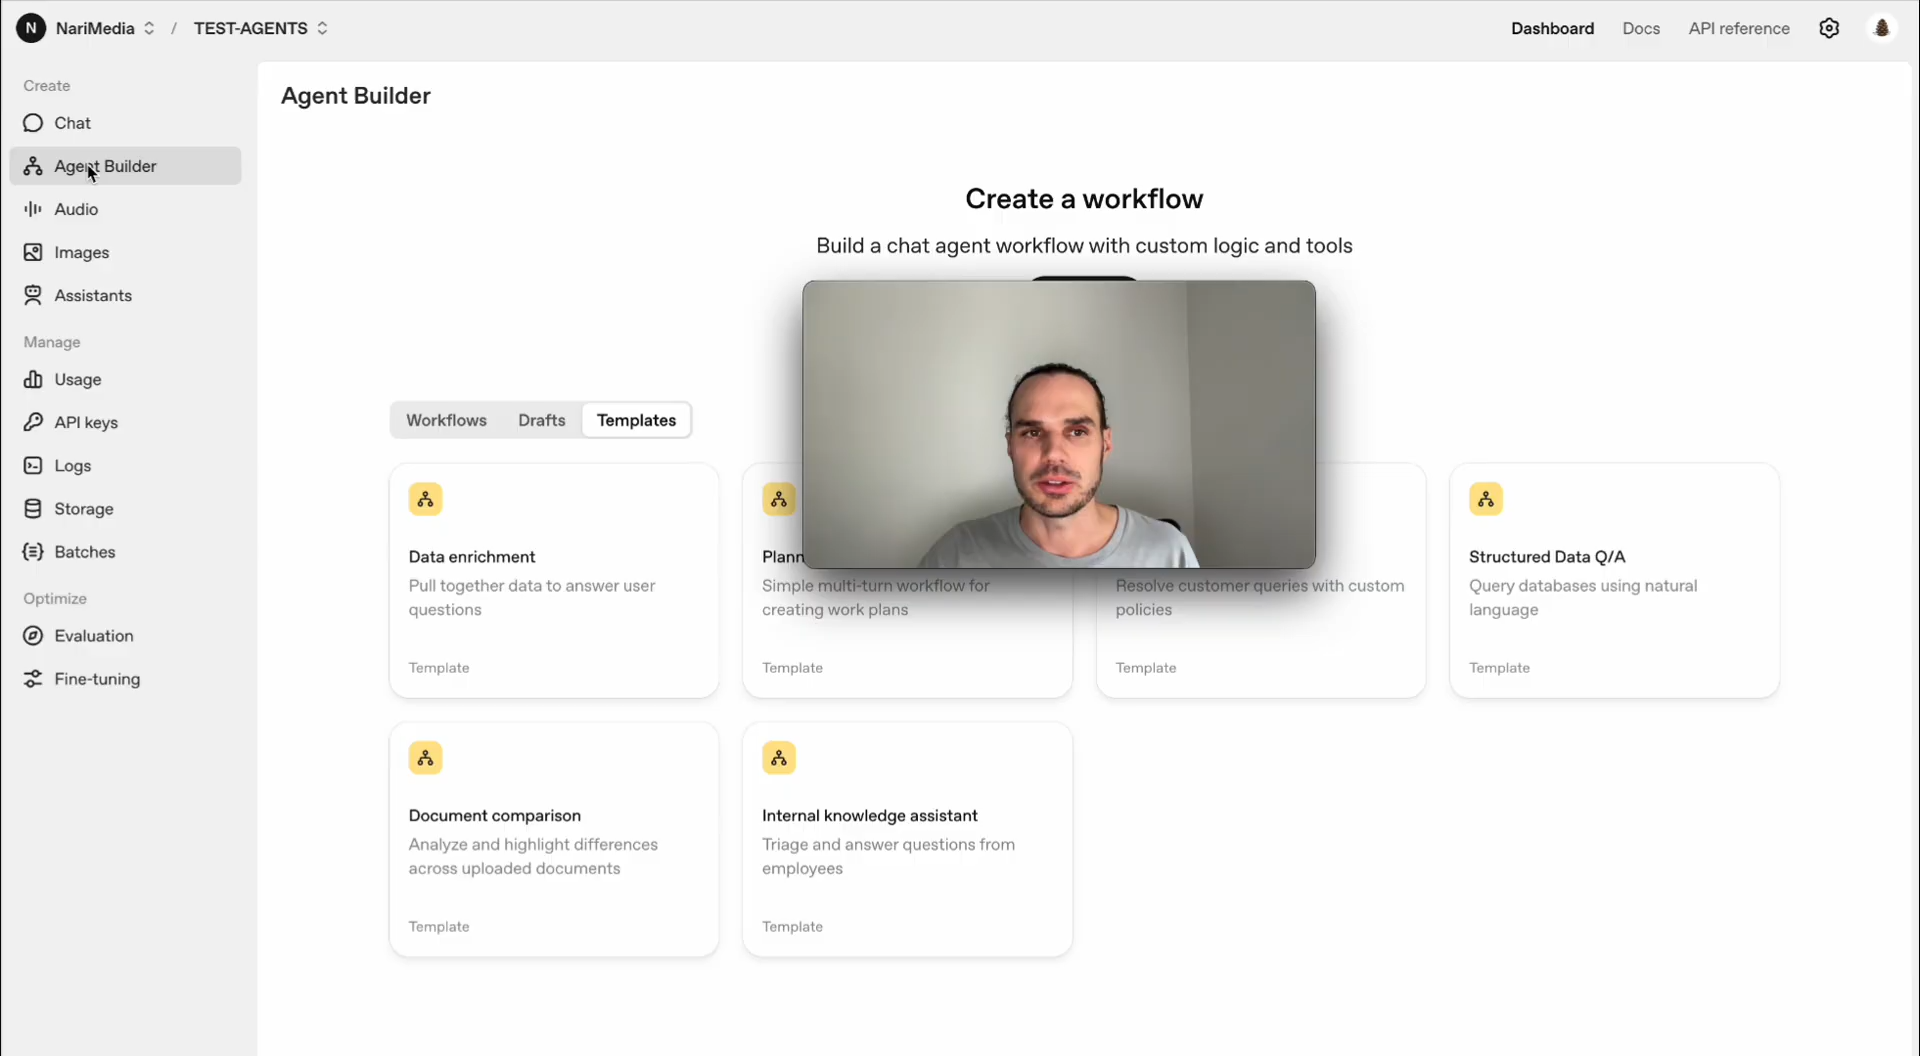 N NariMedia / TEST-AGENTS
Dashboard Docs API reference
Create
Chat
Agent Builder
Audio
Images
Assistants
Manage
Usage
API keys
Logs
Storage
Batches
Optimize
Evaluation
Fine-tuning
Agent Builder
Create a workflow
Build a chat agent workflow with custom logic and tools
Workflows Drafts Templates
Data enrichment
Pull together data to answer user
questions
Template
Simple multi-turn workflow for
creating work plans
Template
Resolve customer queries with custom
policies
Template
Structured Data Q/A
Query databases using natural
language
Template
Document comparison
Analyze and highlight differences
across uploaded documents
Template
Internal knowledge assistant
Triage and answer questions from
employees
Template